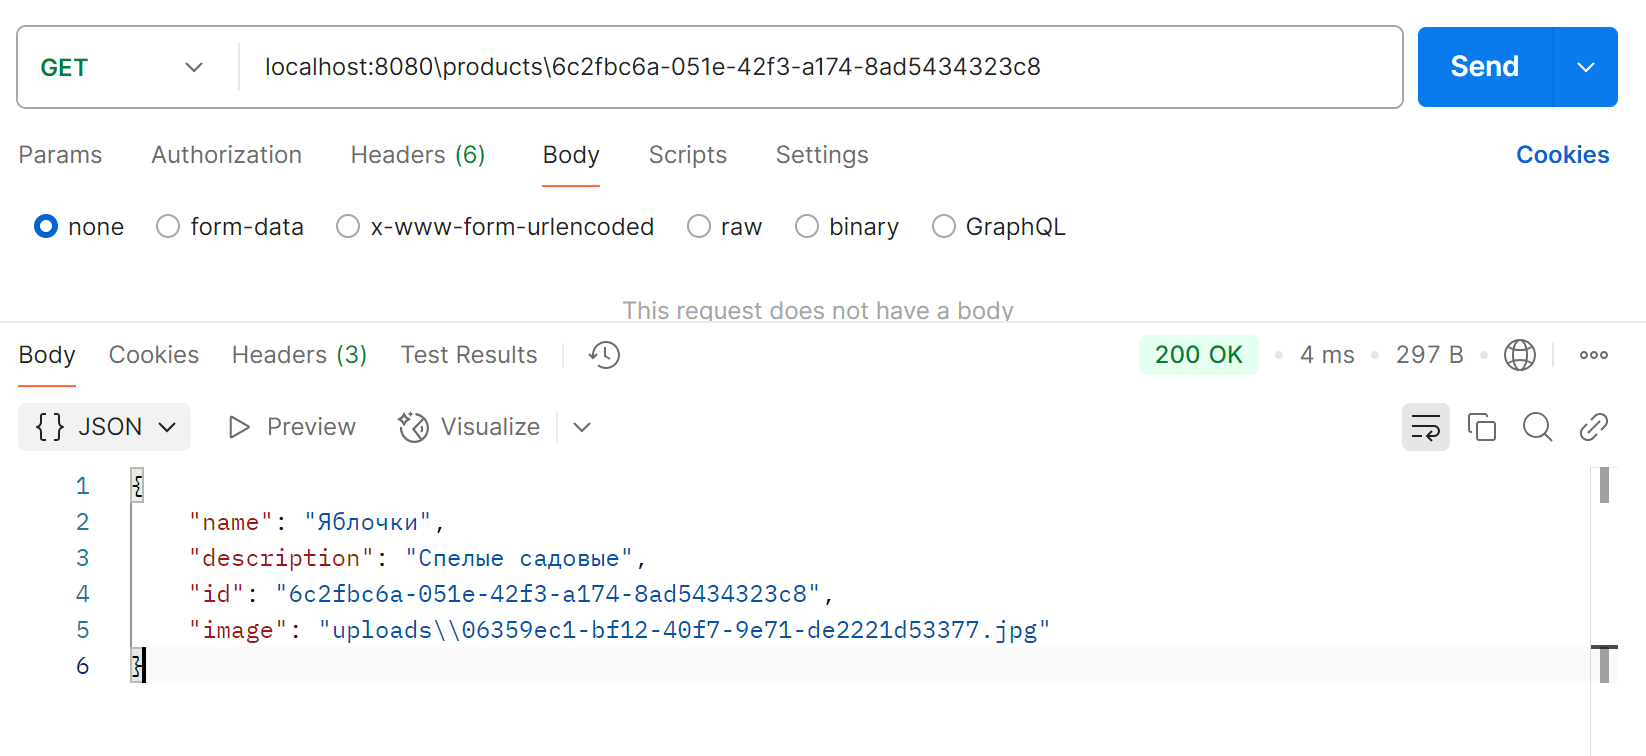 GET localhost:8080\products\6c2fbc6a-051e-42f3-a174-8ad5434323c8 Send
Params Authorization Headers (6) Body Scripts Settings Cookies
none form-data x-www-form-urlencoded raw binary GraphQL
This request does not have a body
Body Cookies Headers (3) Test Results 200 OK • 4 ms • 297 B •
{ } JSON Preview Visualize
1 {
2 "name": "Яблочки",
3 "description": "Спелые садовые",
4 "id": "6c2fbc6a-051e-42f3-a174-8ad5434323c8",
5 "image": "uploads\\06359ec1-bf12-40f7-9e71-de2221d53377.jpg"
6 }